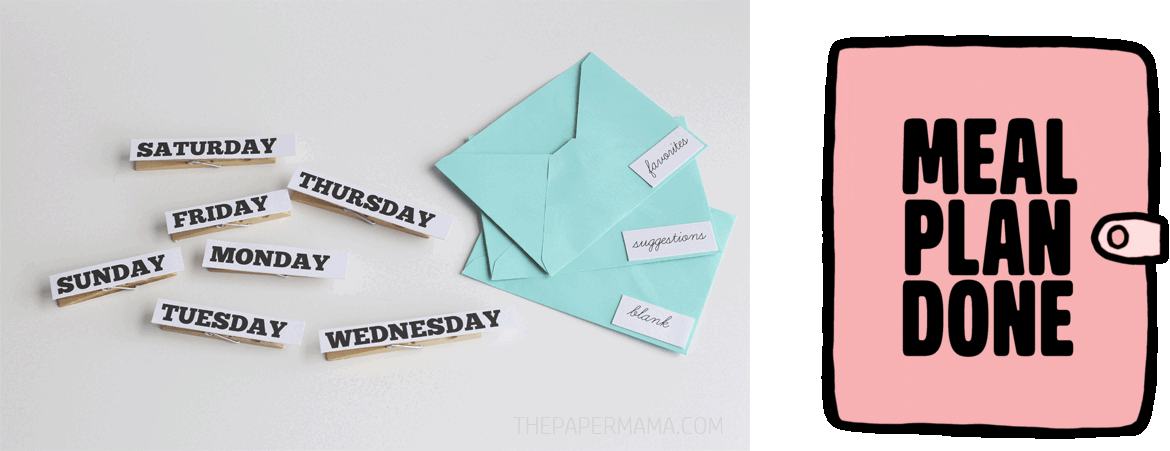 SATURDAY
THURSDAY
FRIDAY
MONDAY
SUNDAY
TUESDAY
WEDNESDAY
favorites
suggestions
blank
THEPAPERMAMA.COM
MEAL
PLAN
DONE